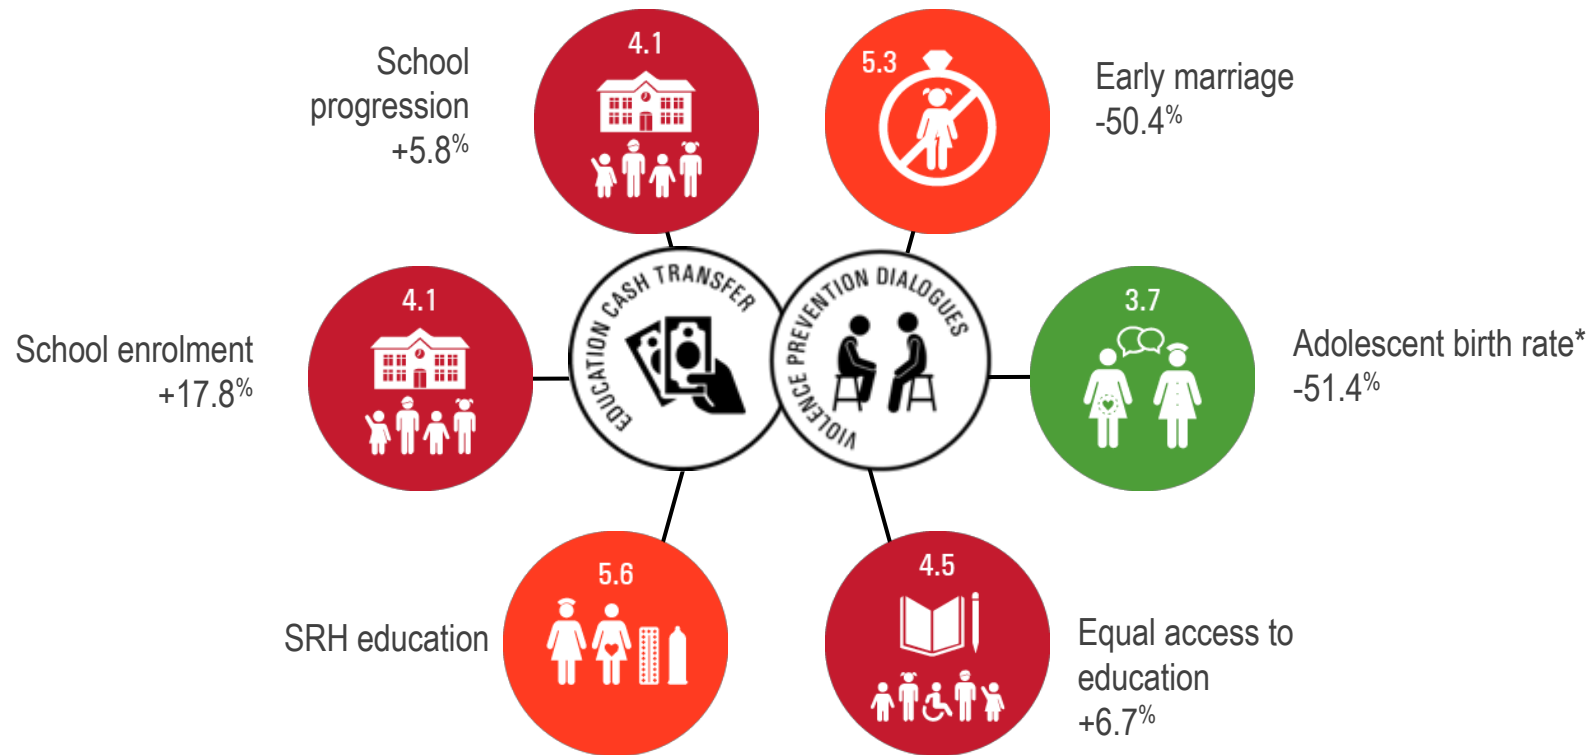 School
progression
+5.8%
4.1
5.3
Early marriage
-50.4%
School enrolment
+17.8%
4.1
EDUCATION CASH TRANSFER
VIOLENCE PREVENTION DIALOGUES
3.7
Adolescent birth rate*
-51.4%
SRH education
5.6
4.5
Equal access to
education
+6.7%